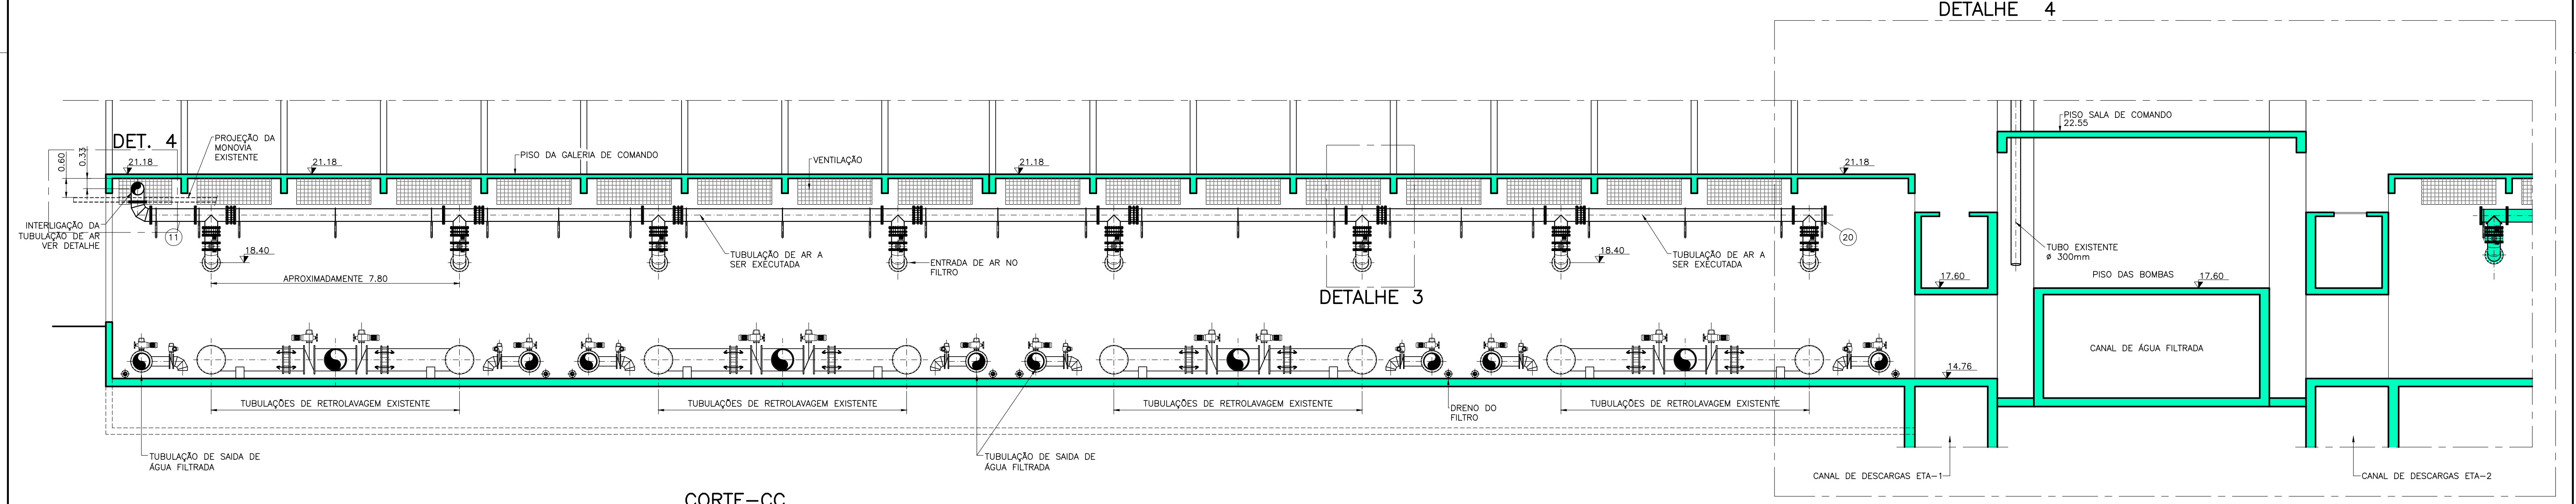 DETALHE 4
PISO SALA DE COMANDO
22.55
DET. 4
PROJEÇÃO DA
MONOVIA
EXISTENTE
0.60
0.33
21.18
21.18
PISO DA GALERIA DE COMANDO
VENTILAÇÃO
21.18
21.18
INTERLIGAÇÃO DA
TUBULAÇÃO DE AR
VER DETALHE
11
18.40
APROXIMADAMENTE 7.80
TUBULAÇÃO DE AR A
SER EXECUTADA
ENTRADA DE AR NO
FILTRO
DETALHE 3
18.40
TUBULAÇÃO DE AR A
SER EXECUTADA
20
17.60
TUBO EXISTENTE
ø 300mm
PISO DAS BOMBAS
17.60
CANAL DE ÁGUA FILTRADA
14.76
TUBULAÇÕES DE RETROLAVAGEM EXISTENTE
TUBULAÇÕES DE RETROLAVAGEM EXISTENTE
TUBULAÇÕES DE RETROLAVAGEM EXISTENTE
DRENO DO
FILTRO
TUBULAÇÕES DE RETROLAVAGEM EXISTENTE
TUBULAÇÃO DE SAIDA DE
ÁGUA FILTRADA
TUBULAÇÃO DE SAIDA DE
ÁGUA FILTRADA
CANAL DE DESCARGAS ETA-1
CANAL DE DESCARGAS ETA-2
CORTE-CC